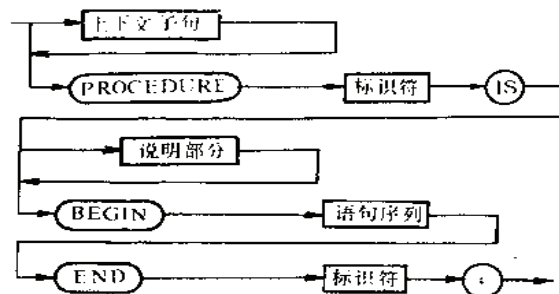 上下文子句
PROCEDURE 标识符 IS
说明部分
BEGIN 语句序列
END 标识符 ;